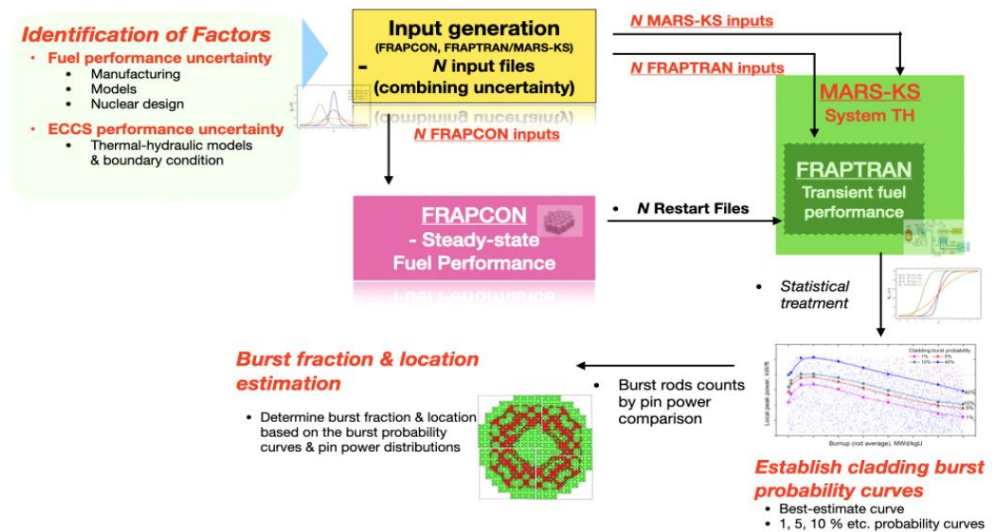 Identification of Factors
• Fuel performance uncertainty
• Manufacturing
• Models
• Nuclear design
• ECCS performance uncertainty
• Thermal-hydraulic models
& boundary condition
Input generation
(FRAPCON, FRAPTRAN/MARS-KS)
- N input files
(combining uncertainty)
N MARS-KS inputs
N FRAPTRAN inputs
N FRAPCON inputs
MARS-KS
System TH
FRAPTRAN
Transient fuel
performance
FRAPCON
- Steady-state
Fuel Performance
• N Restart Files
• Statistical
treatment
Cladding burst probability
1% 5%
10% 40%
Local peak power, kW/ft
Burnup (rod average), MWd/kgU
1%
• Burst rods counts
by pin power
comparison
Burst fraction & location
estimation
• Determine burst fraction & location
based on the burst probability
curves & pin power distributions
Establish cladding burst
probability curves
• Best-estimate curve
• 1, 5, 10 % etc. probability curves